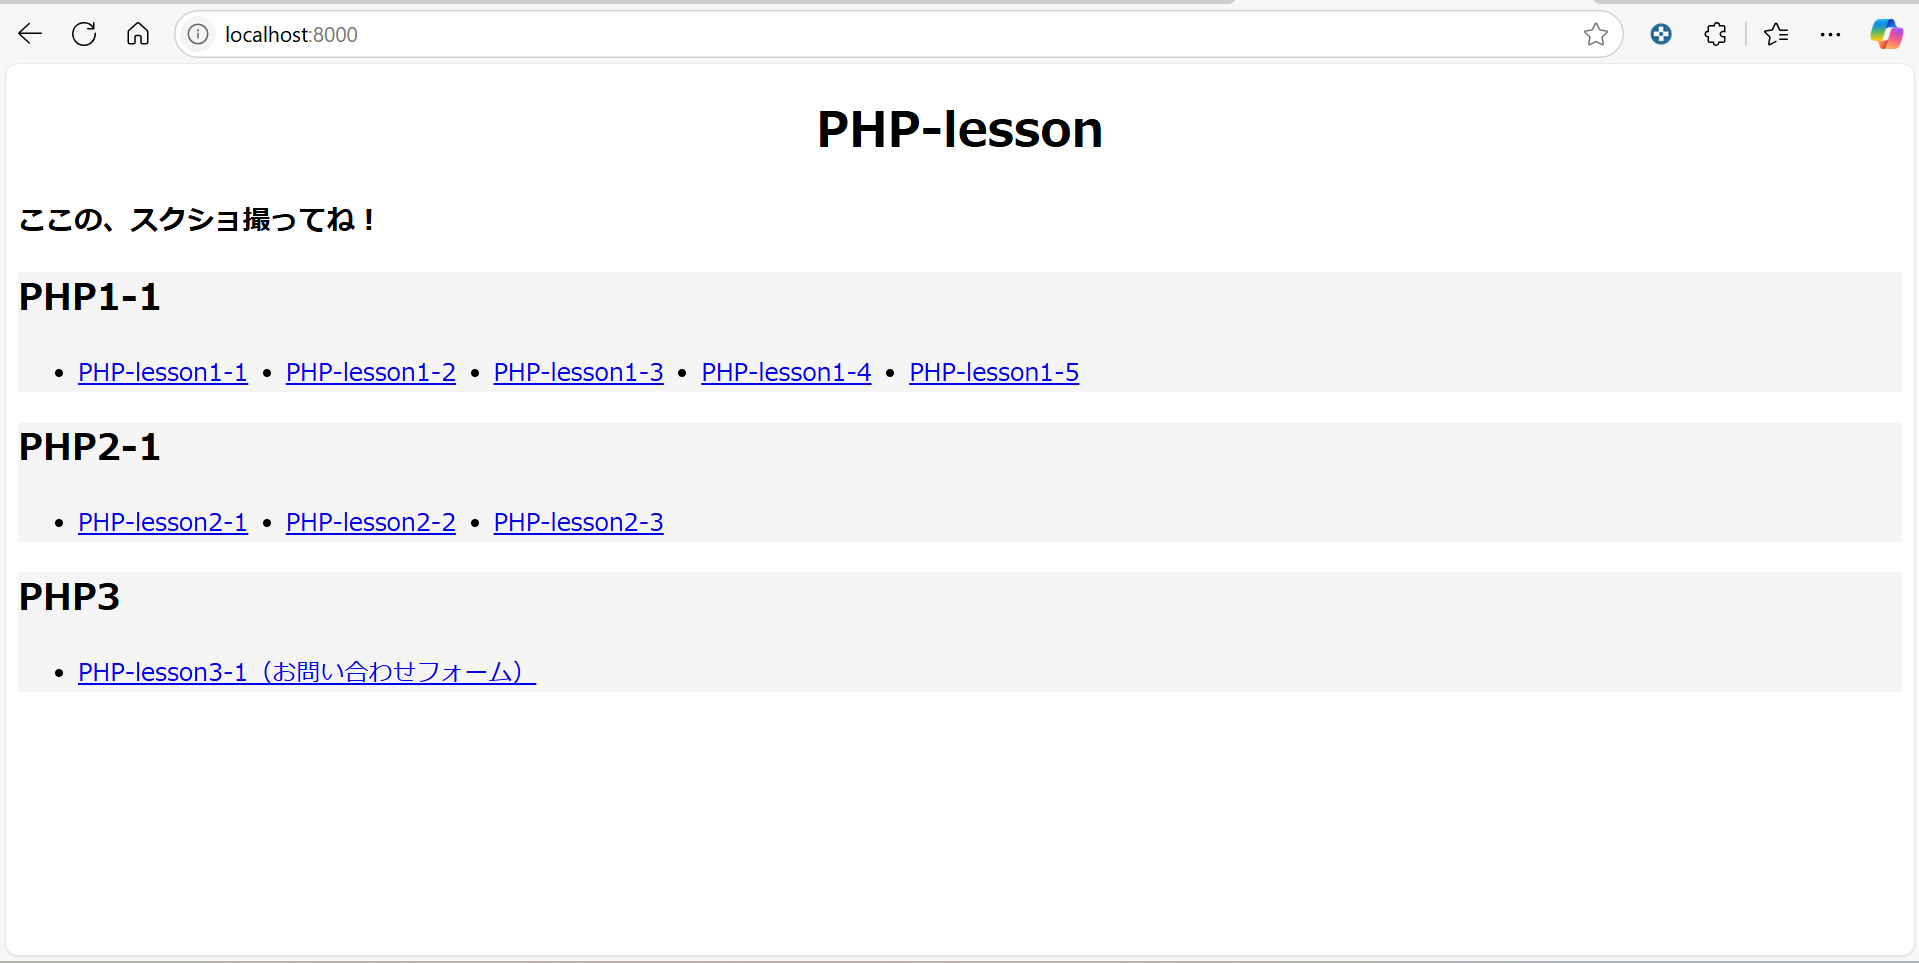 localhost:8000
PHP-lesson
ここの、スクショ撮ってね！
PHP1-1
• PHP-lesson1-1 • PHP-lesson1-2 • PHP-lesson1-3 • PHP-lesson1-4 • PHP-lesson1-5
PHP2-1
• PHP-lesson2-1 • PHP-lesson2-2 • PHP-lesson2-3
PHP3
• PHP-lesson3-1（お問い合わせフォーム）